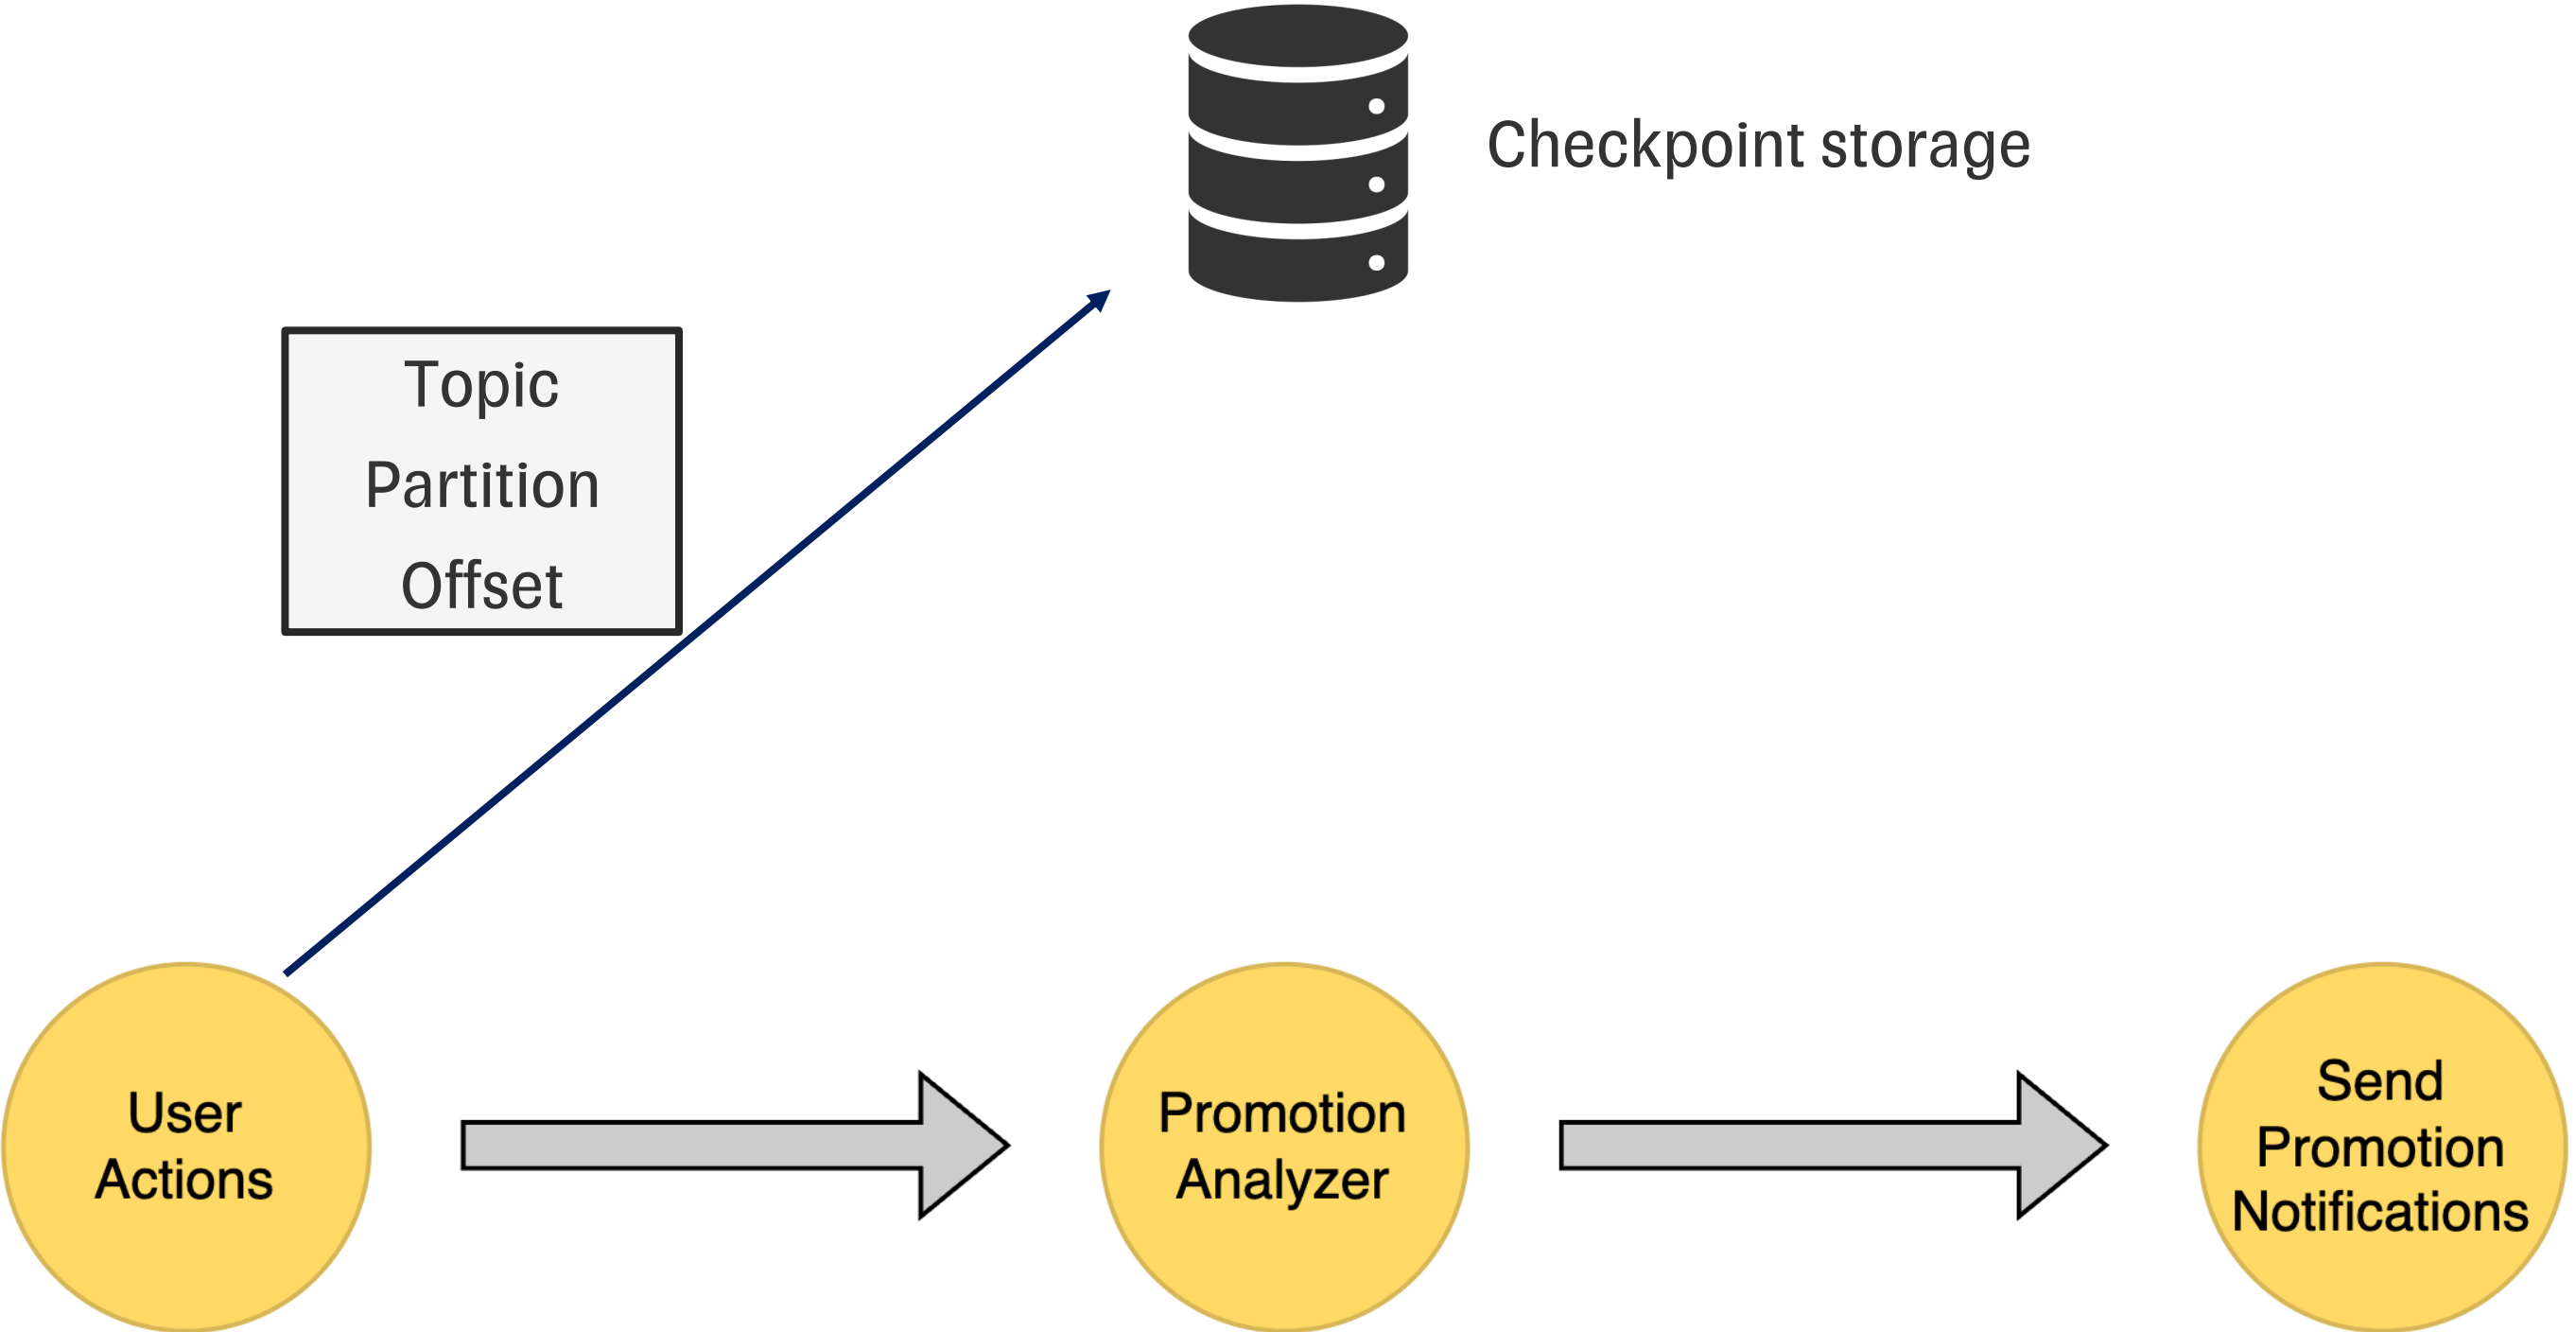 Checkpoint storage
Topic
Partition
Offset
User
Actions
Promotion
Analyzer
Send
Promotion
Notifications